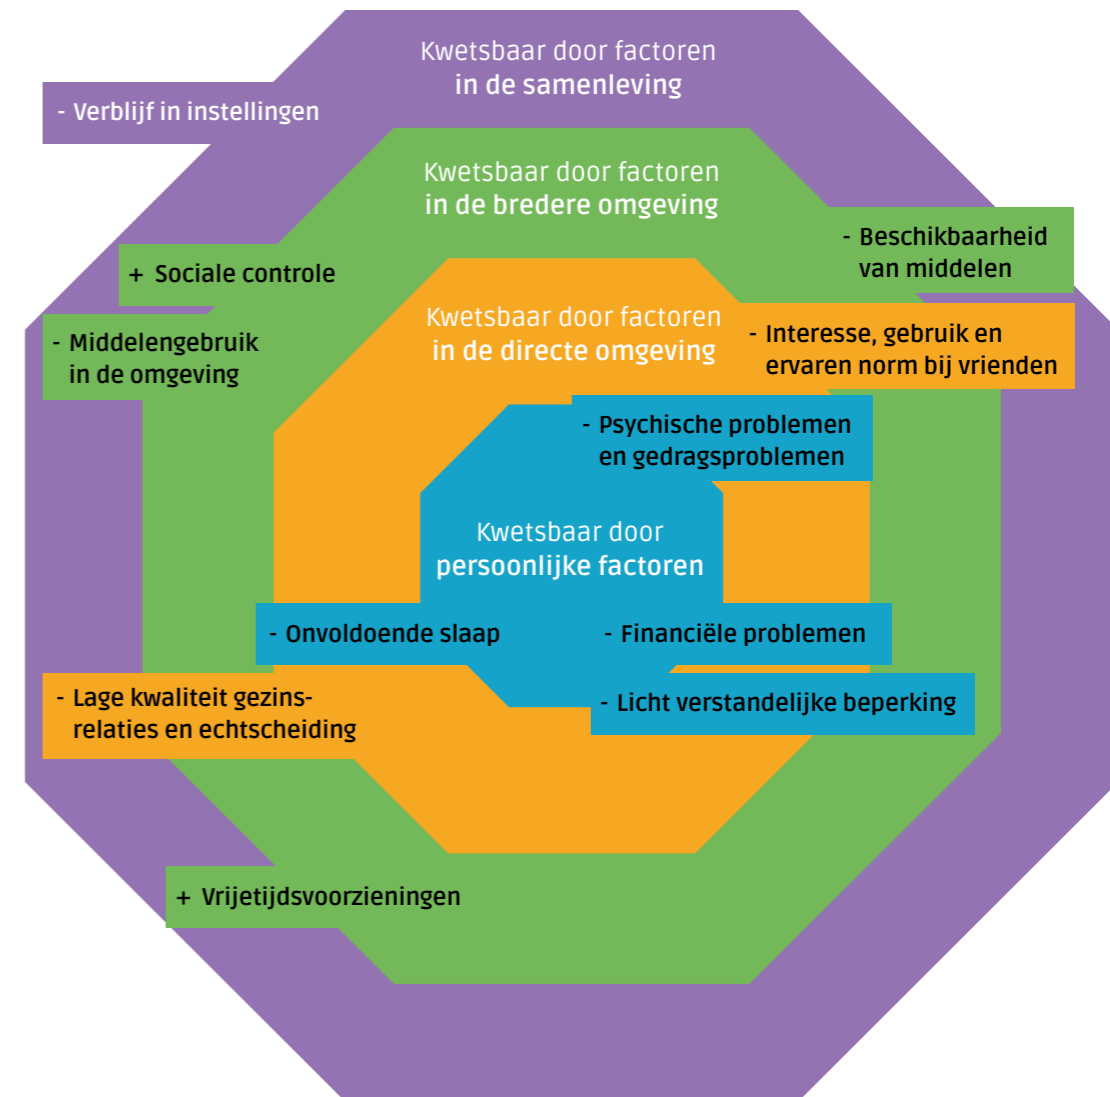 Kwetsbaar door factoren
in de samenleving
- Verblijf in instellingen
Kwetsbaar door factoren
in de bredere omgeving
- Beschikbaarheid
van middelen
+ Sociale controle
- Middelengebruik
in de omgeving
Kwetsbaar door factoren
in de directe omgeving
- Interesse, gebruik en
ervaren norm bij vrienden
- Psychische problemen
en gedragsproblemen
Kwetsbaar door
persoonlijke factoren
- Onvoldoende slaap
- Financiële problemen
- Lage kwaliteit gezins-
relaties en echtscheiding
- Licht verstandelijke beperking
+ Vrijetijdsvoorzieningen